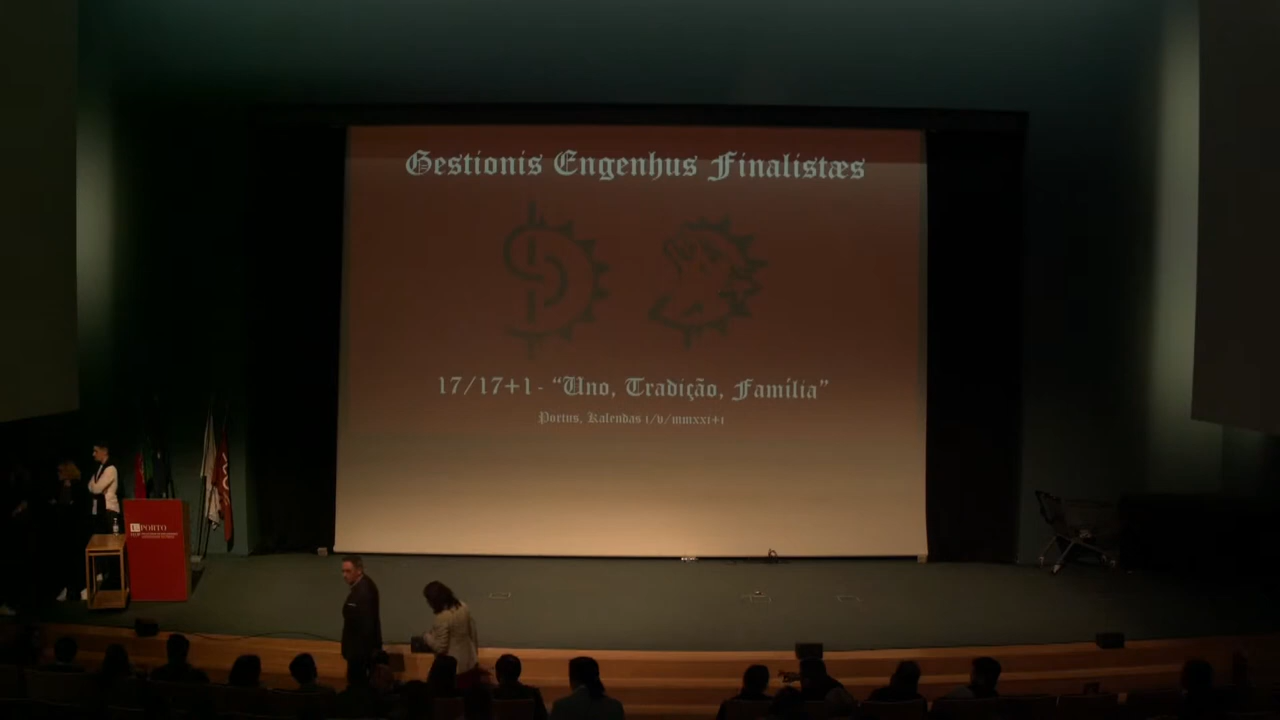 Gestionis Engenhus Finalistæs
17/17+1 - “Uno, Tradição, Família”
Portus, Kalendas 1/v/mmxxi+1
U. PORTO